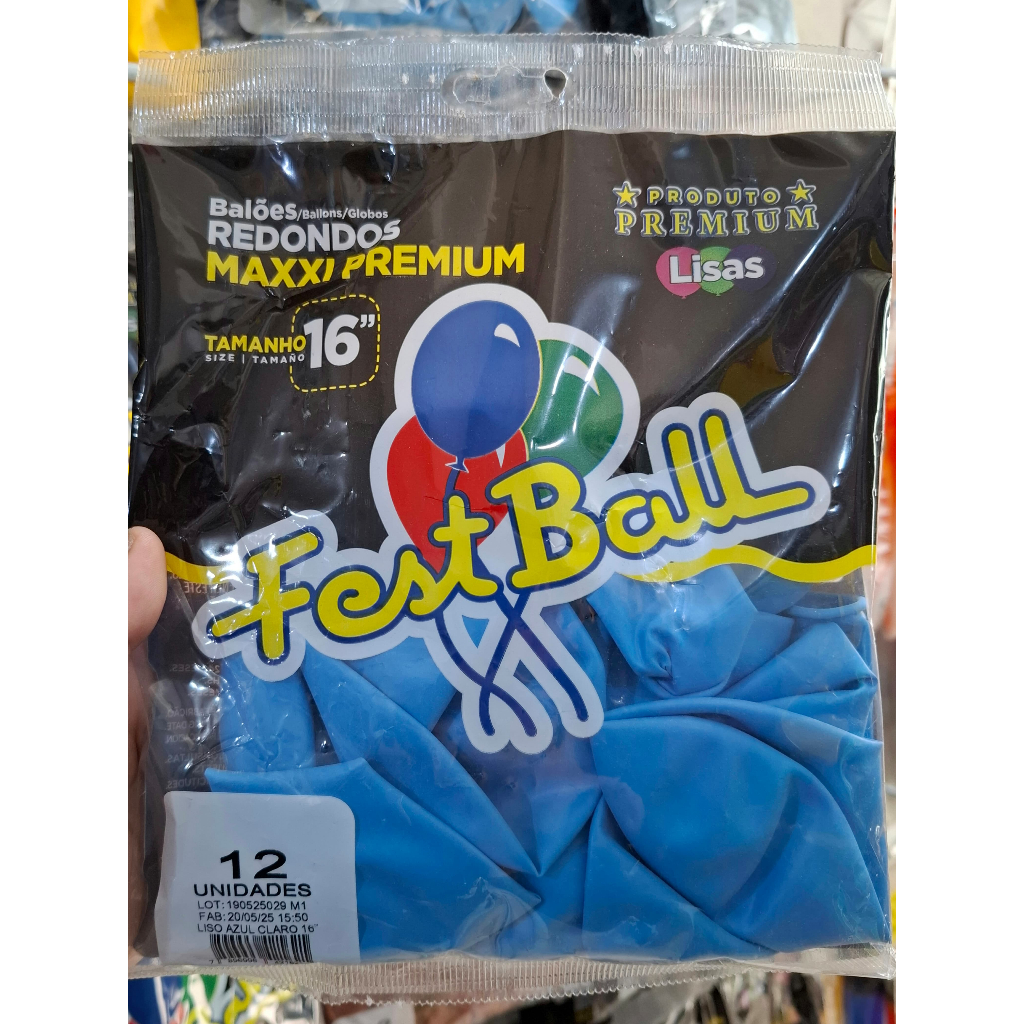 Balões/Ballons/Globos
REDONDOS
MAXXI PREMIUM
TAMANHO 16”
SIZE | TAMAÑO
PRODUTO
PREMIUM
Lisas
Fest Ball
12
UNIDADES
LOT:190525029 M1
FAB:20/05/25 15:50
LISO AZUL CLARO 16"